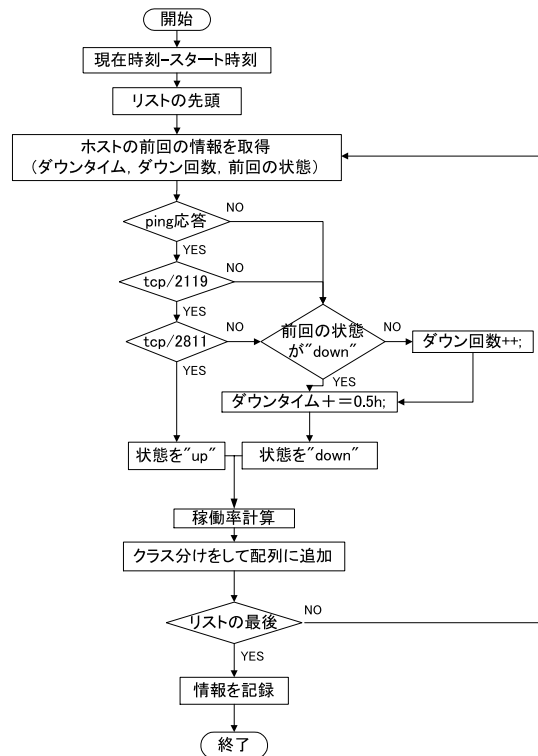 開始
現在時刻−スタート時刻
リストの先頭
ホストの前回の情報を取得
（ダウンタイム，ダウン回数，前回の状態）
ping応答
NO
YES
tcp/2119
NO
YES
tcp/2811
NO
YES
前回の状態
が"down"
NO
YES
ダウン回数++;
ダウンタイム＋＝0.5h;
状態を"up"
状態を"down"
稼働率計算
クラス分けをして配列に追加
リストの最後
NO
YES
情報を記録
終了